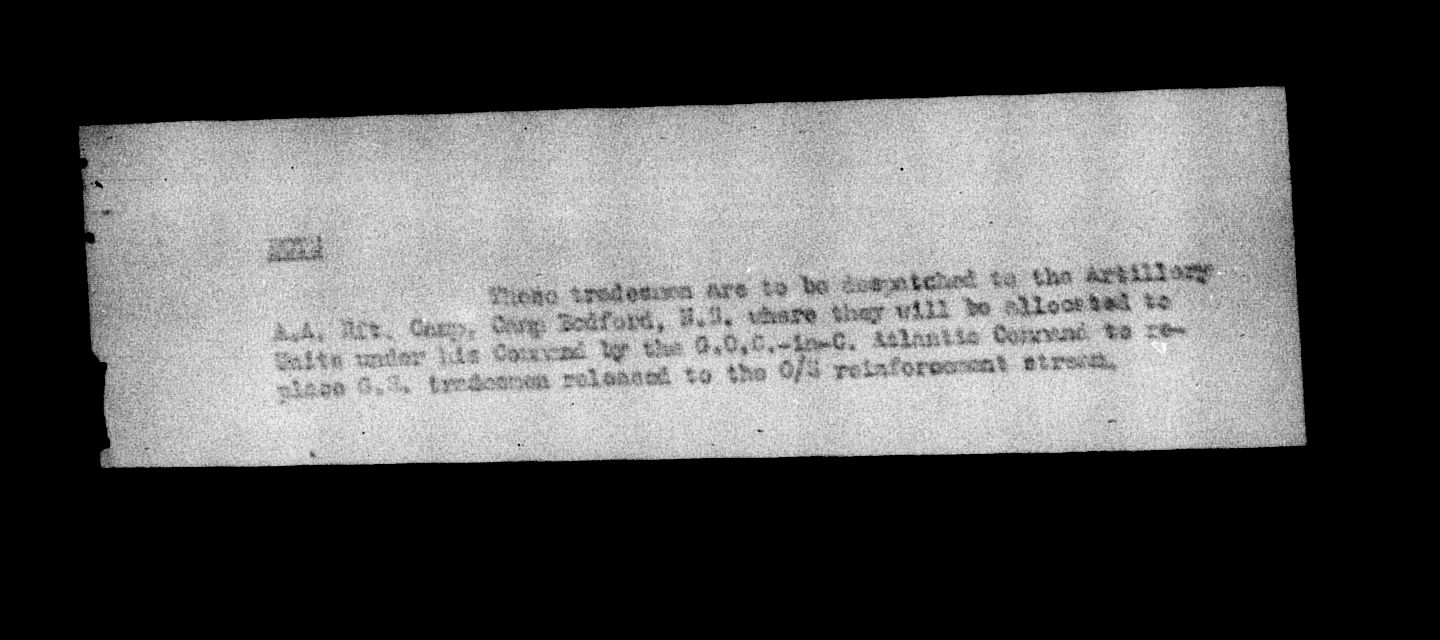 NOTE
These tradesmen are to be despatched to the Artillery
A.A. Rft. Camp, Camp Bedford, N.S. where they will be allocated to
Units under his Command by the G.O.C.-in-C. Atlantic Command to re-
place G.S. tradesmen released to the O/S reinforcement stream.